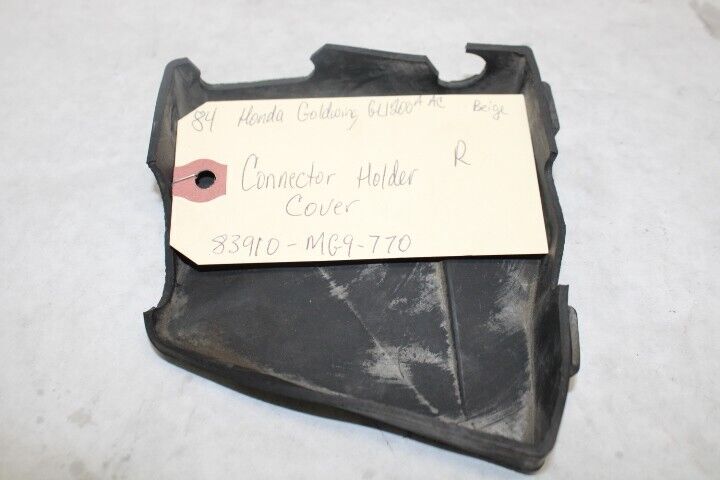 84 Honda Goldwing GL1200A AC Beige
Connector Holder R
Cover
83910-MG9-770